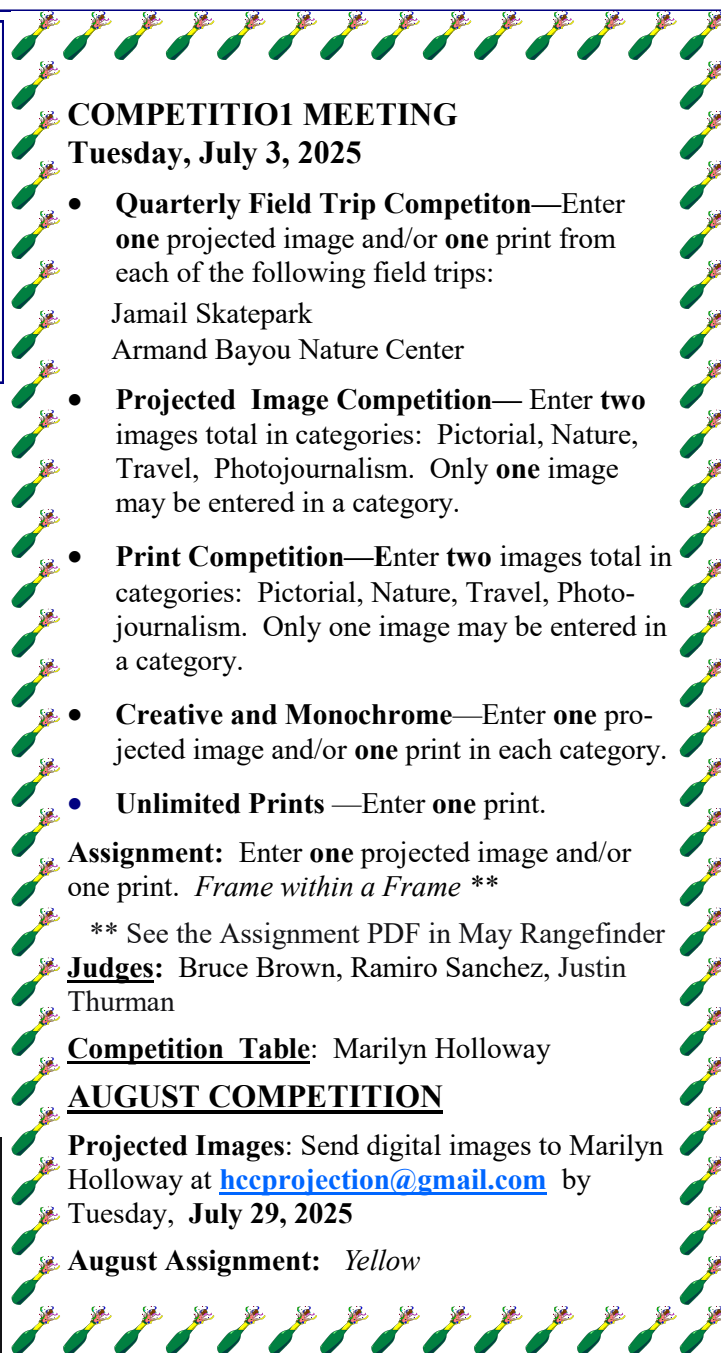 COMPETITIO1 MEETING
Tuesday, July 3, 2025
• Quarterly Field Trip Competiton—Enter
one projected image and/or one print from
each of the following field trips:
Jamail Skatepark
Armand Bayou Nature Center
• Projected Image Competition— Enter two
images total in categories: Pictorial, Nature,
Travel, Photojournalism. Only one image
may be entered in a category.
• Print Competition—Enter two images total in
categories: Pictorial, Nature, Travel, Photo-
journalism. Only one image may be entered in
a category.
• Creative and Monochrome—Enter one pro-
jected image and/or one print in each category.
• Unlimited Prints —Enter one print.
Assignment: Enter one projected image and/or
one print. Frame within a Frame **
** See the Assignment PDF in May Rangefinder
Judges: Bruce Brown, Ramiro Sanchez, Justin
Thurman
Competition Table: Marilyn Holloway
AUGUST COMPETITION
Projected Images: Send digital images to Marilyn
Holloway at hccprojection@gmail.com by
Tuesday, July 29, 2025
August Assignment: Yellow